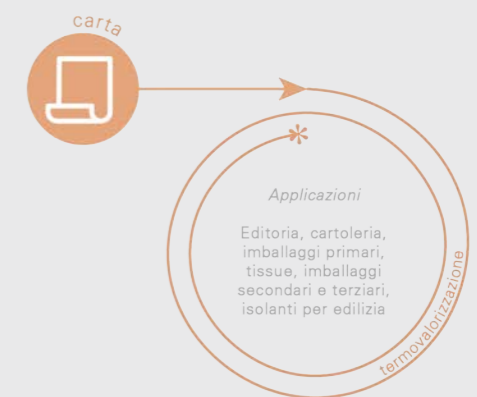 carta
*
Applicazioni
Editoria, cartoleria,
imballaggi primari,
tissue, imballaggi
secondari e terziari,
isolanti per edilizia
termovalorizzazione